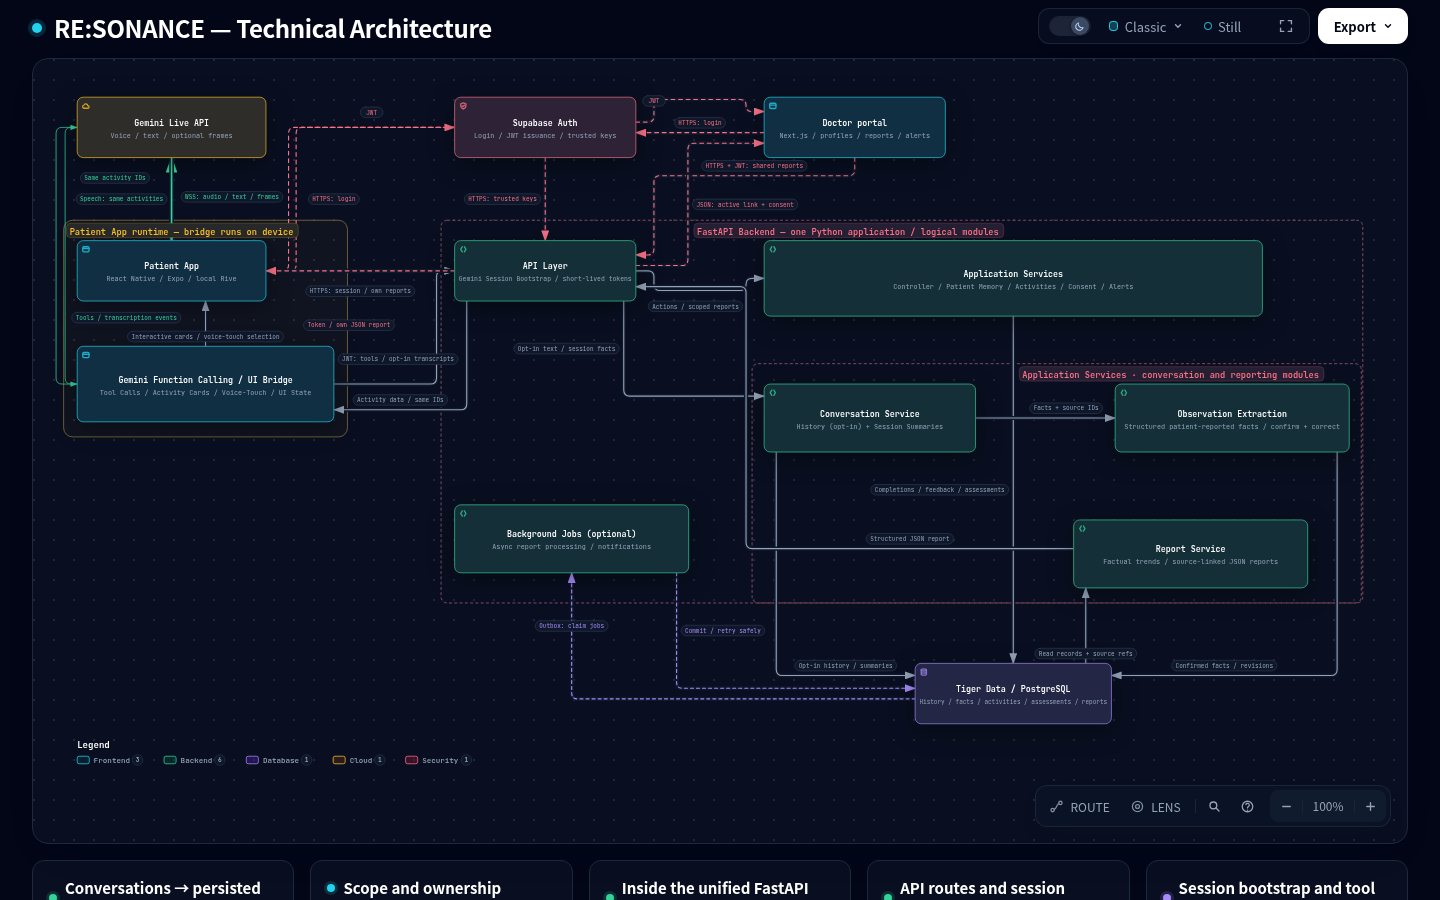 RE:SONANCE — Technical Architecture
Classic
Still
Export
Gemini Live API
Voice / text / optional frames
JWT
Supabase Auth
Login / JWT issuance / trusted keys
JWT
HTTPS: login
Doctor portal
Next.js / profiles / reports / alerts
HTTPS + JWT: shared reports
Same activity IDs
Speech: same activities
WSS: audio / text / frames
HTTPS: login
HTTPS: trusted keys
JSON: active link + consent
Patient App runtime — bridge runs on device
FastAPI Backend — one Python application / logical modules
Patient App
React Native / Expo / local Rive
API Layer
Gemini Session Bootstrap / short-lived tokens
Application Services
Controller / Patient Memory / Activities / Consent / Alerts
HTTPS: session / own reports
Actions / scoped reports
Tools / transcription events
Token / own JSON report
Interactive cards / voice-touch selection
Opt-in text / session facts
JWT: tools / opt-in transcripts
Gemini Function Calling / UI Bridge
Tool Calls / Activity Cards / Voice-Touch / UI State
Activity data / same IDs
Application Services · conversation and reporting modules
Conversation Service
History (opt-in) + Session Summaries
Facts + source IDs
Observation Extraction
Structured patient-reported facts / confirm + correct
Completions / feedback / assessments
Background Jobs (optional)
Async report processing / notifications
Structured JSON report
Report Service
Factual trends / source-linked JSON reports
Outbox: claim jobs
Commit / retry safely
Opt-in history / summaries
Read records + source refs
Confirmed facts / revisions
Tiger Data / PostgreSQL
History / facts / activities / assessments / reports
Legend
Frontend 3
Backend 6
Database 1
Cloud 1
Security 1
ROUTE
LENS
− 100% +
Conversations → persisted
Scope and ownership
Inside the unified FastAPI
API routes and session
Session bootstrap and tool